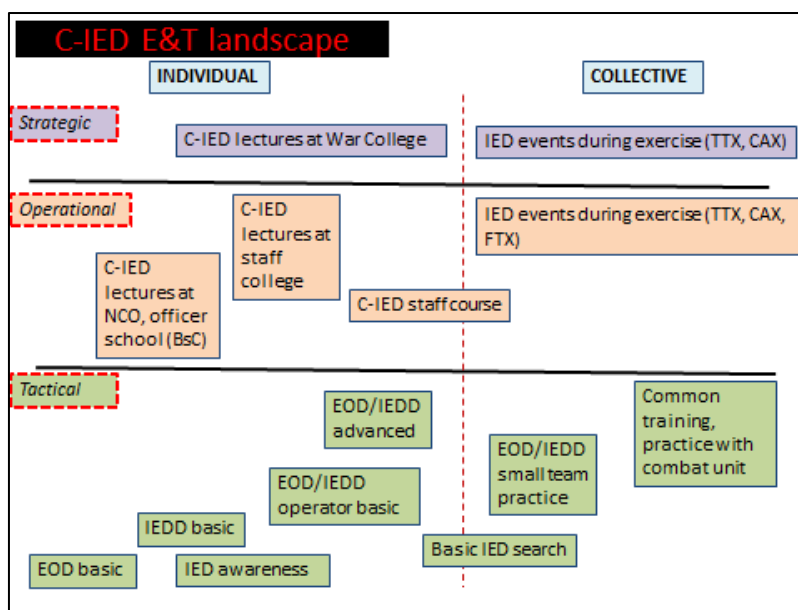 C-IED E&T landscape
INDIVIDUAL
COLLECTIVE
Strategic
C-IED lectures at War College
IED events during exercise (TTX, CAX)
Operational
C-IED
lectures at
staff
college
IED events during exercise (TTX, CAX,
FTX)
C-IED
lectures at
NCO, officer
school (BsC)
C-IED staff course
Tactical
EOD/IEDD
advanced
Common
training,
practice with
combat unit
EOD/IEDD
small team
practice
EOD/IEDD
operator basic
IEDD basic
Basic IED search
EOD basic
IED awareness